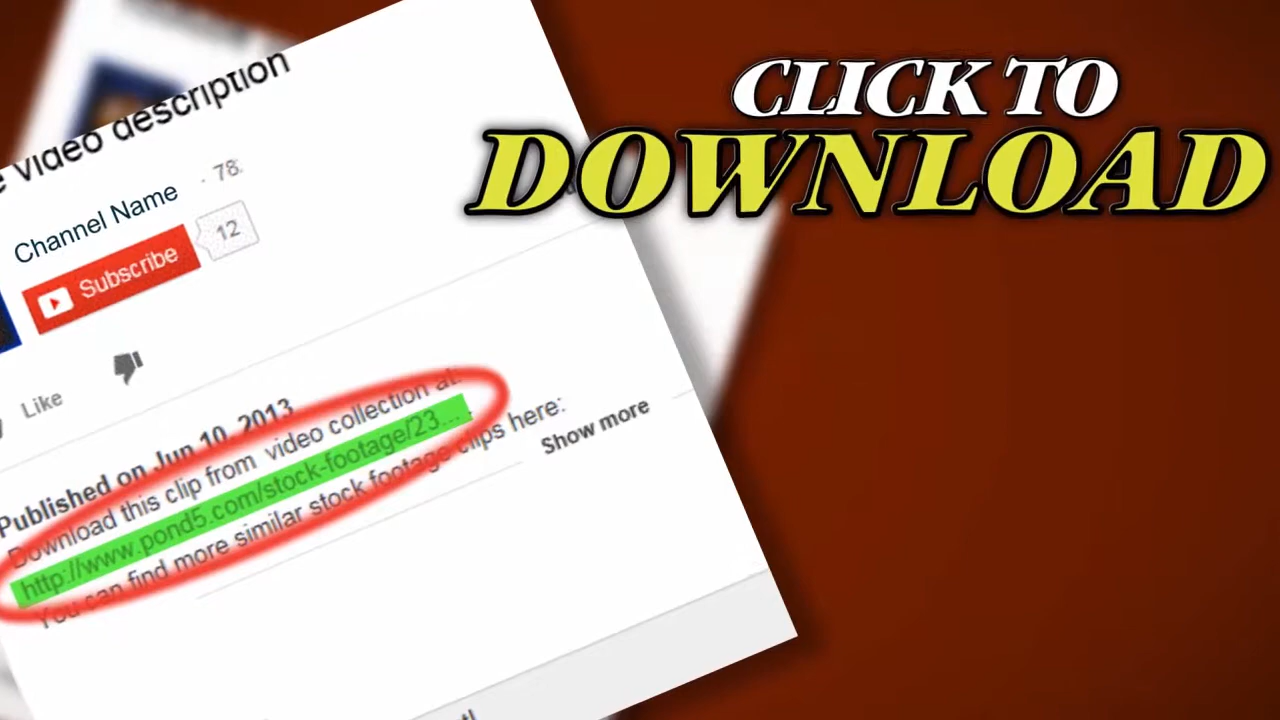 CLICK TO
DOWNLOAD
video description
Channel Name
78
Subscribe
12
Like
Published on Jun 10, 2013
Download this clip from video collection at:
http://www.pond5.com/stock-footage/23...
You can find more similar stock footage clips here:
Show more